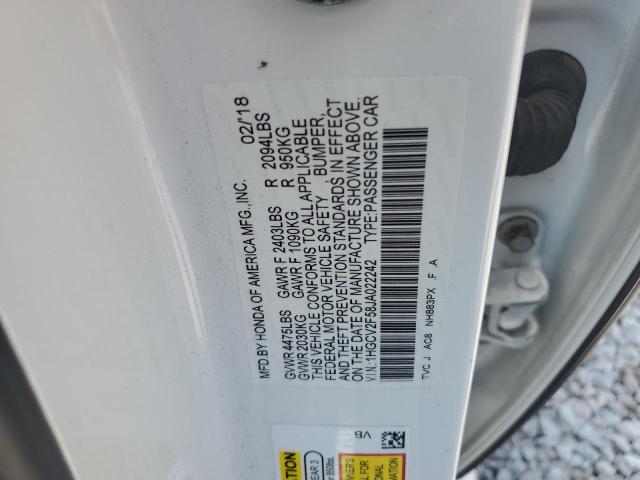 MFD BY HONDA OF AMERICA MFG.,INC. 02/'18
GVWR 4475LBS GAWR F 2403LBS R 2094LBS
GVWR 2030KG GAWR F 1090KG R 950KG
THIS VEHICLE CONFORMS TO ALL APPLICABLE
FEDERAL MOTOR VEHICLE SAFETY , BUMPER,
AND THEFT PREVENTION STANDARDS IN EFFECT
ON THE DATE OF MANUFACTURE SHOWN ABOVE.
V.I.N.:1HGCV2F58JA022242 TYPE:PASSENGER CAR
TVC J AC8 NH883PX .F .A
VB
REAR 3